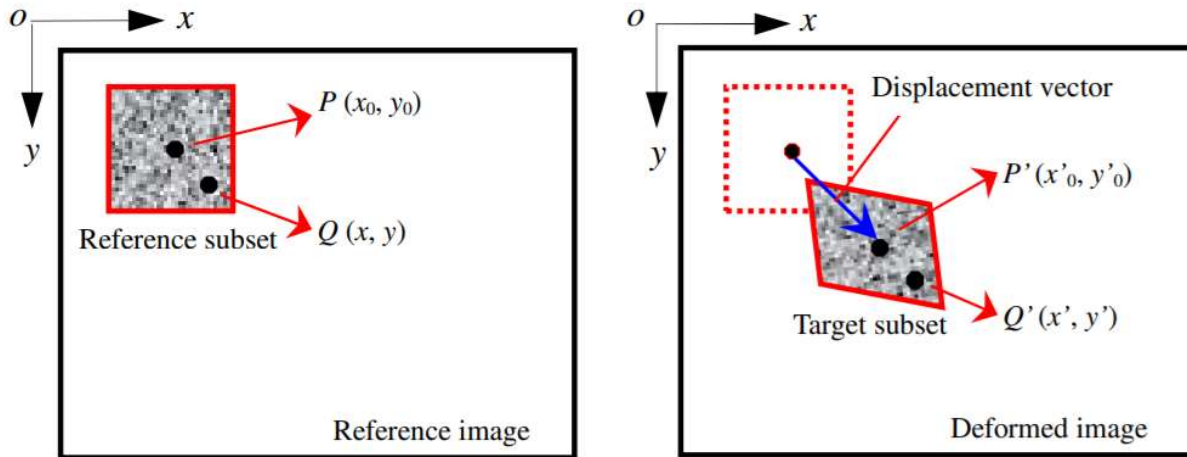 o x
y
P (x0, y0)
Q (x, y)
Reference subset
Reference image
o x
y
Displacement vector
P’ (x’0, y’0)
Q’ (x’, y’)
Target subset
Deformed image